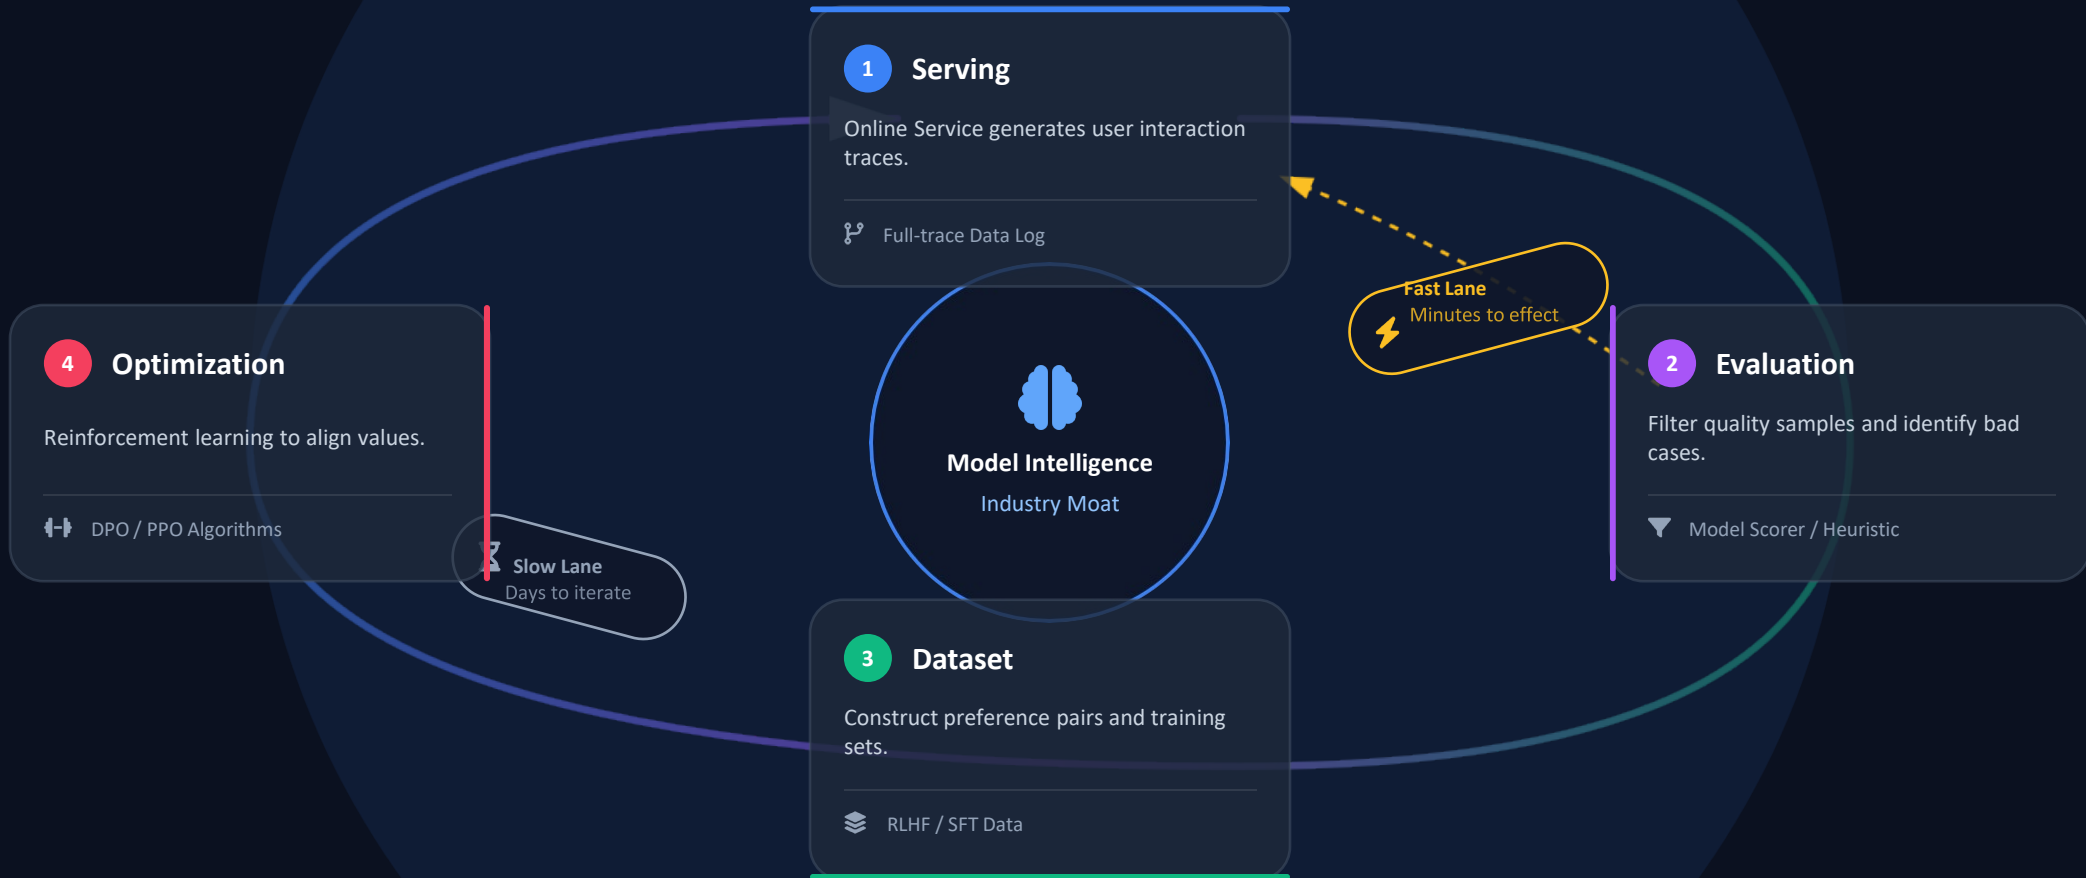 1
Serving
Online Service generates user interaction
traces.
Full-trace Data Log
Fast Lane
Minutes to effect
2
Evaluation
Filter quality samples and identify bad
cases.
Model Scorer / Heuristic
4
Optimization
Reinforcement learning to align values.
DPO / PPO Algorithms
Slow Lane
Days to iterate
Model Intelligence
Industry Moat
3
Dataset
Construct preference pairs and training
sets.
RLHF / SFT Data